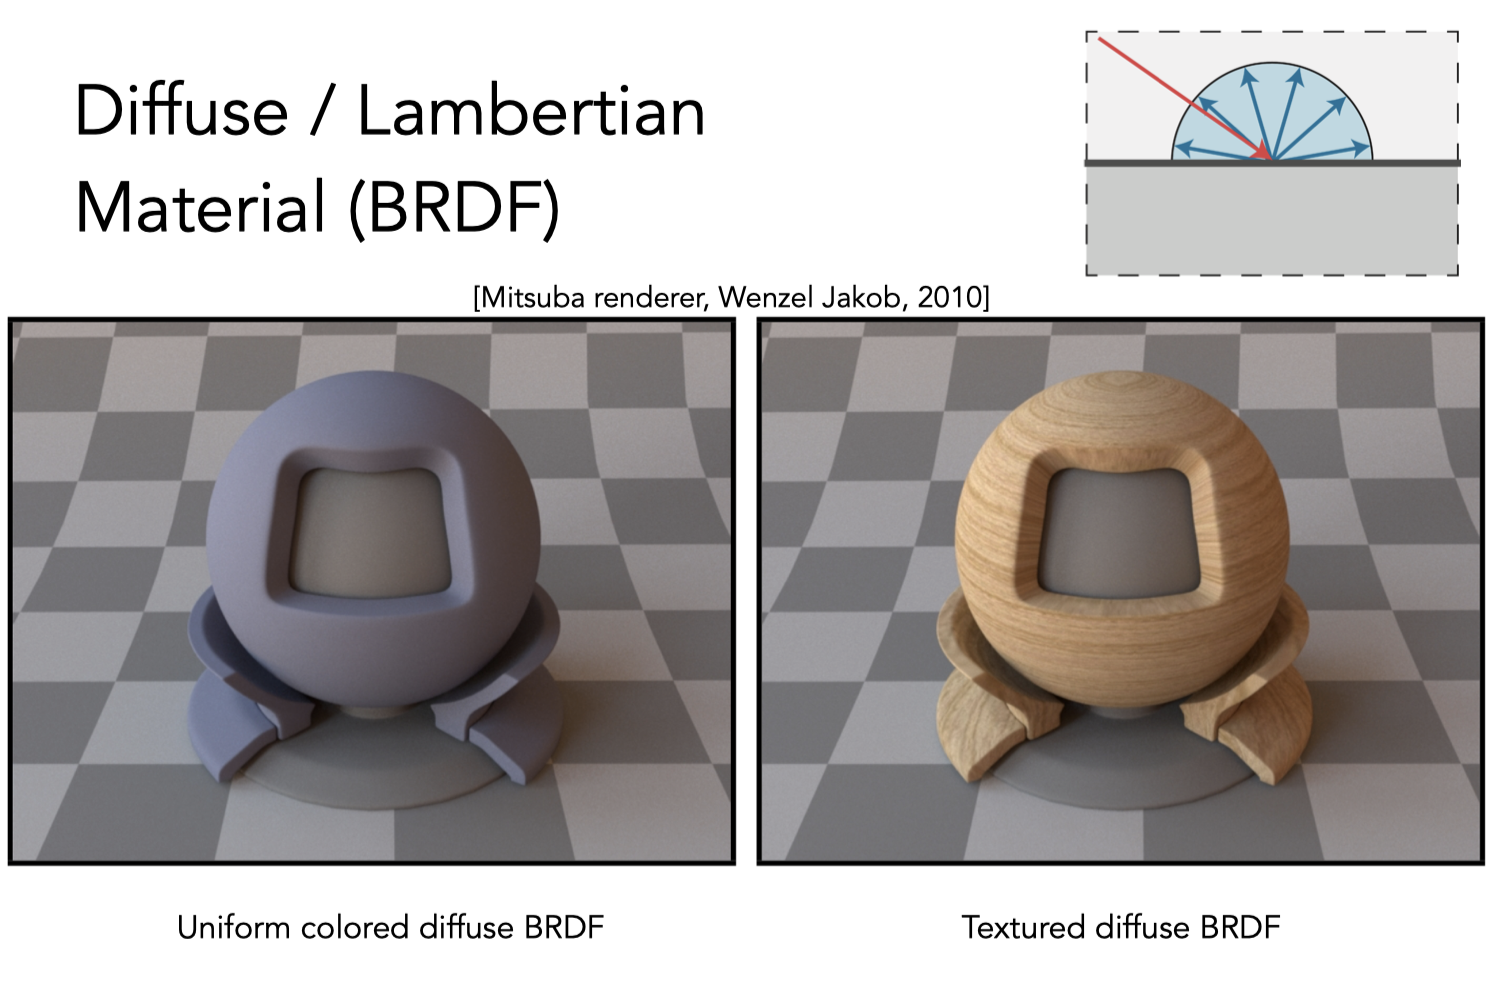 Diffuse / Lambertian
Material (BRDF)
[Mitsuba renderer, Wenzel Jakob, 2010]
Uniform colored diffuse BRDF
Textured diffuse BRDF